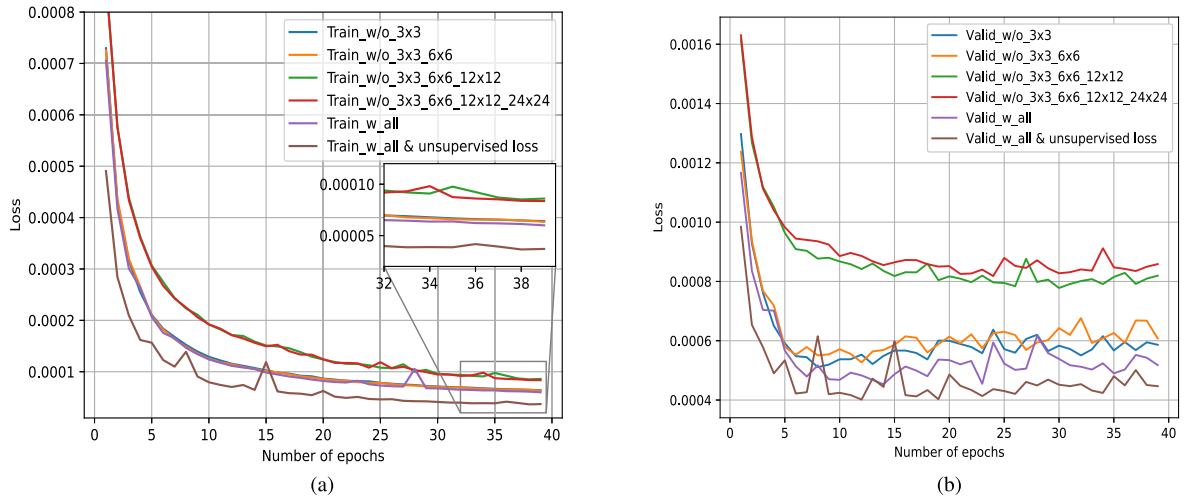 0.0008
0.0007
0.0006
0.0005
0.0004
0.0003
0.0002
0.0001
Loss
Train_w/o_3x3
Train_w/o_3x3_6x6
Train_w/o_3x3_6x6_12x12
Train_w/o_3x3_6x6_12x12_24x24
Train_w_all
Train_w_all & unsupervised loss
0.00010
0.00005
32 34 36 38
0 5 10 15 20 25 30 35 40
Number of epochs
(a)
0.0016
0.0014
0.0012
0.0010
0.0008
0.0006
0.0004
Loss
Valid_w/o_3x3
Valid_w/o_3x3_6x6
Valid_w/o_3x3_6x6_12x12
Valid_w/o_3x3_6x6_12x12_24x24
Valid_w_all
Valid_w_all & unsupervised loss
0 5 10 15 20 25 30 35 40
Number of epochs
(b)